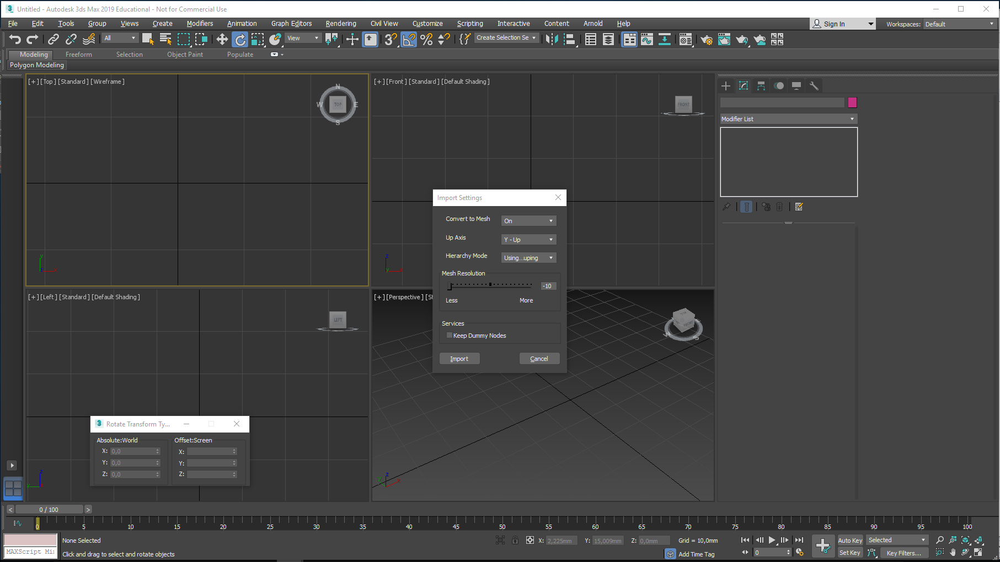 Untitled - Autodesk 3ds Max 2019 Educational - Not for Commercial Use
File Edit Tools Group Views Create Modifiers Animation Graph Editors Rendering Civil View Customize Scripting Interactive Content Arnold Help Sign In Workspaces: Default
All View Create Selection Se
Modeling Freeform Selection Object Paint Populate
Polygon Modeling
[+] [Top] [Standard] [Wireframe]
N
W TOP E
S
[+] [Front] [Standard] [Default Shading]
FRONT
Modifier List
Import Settings
Convert to Mesh On
Up Axis Y - Up
Hierarchy Mode Using...uping
Mesh Resolution
-10
Less More
Services
Keep Dummy Nodes
Import Cancel
z
y x
[+] [Left] [Standard] [Default Shading]
LEFT
[+] [Perspective] [St
TOP
FRONT
W S
Rotate Transform Ty...
Absolute:World Offset:Screen
X: 0,0 X:
Y: 0,0 Y:
Z: 0,0 Z:
< 0 / 100 >
0 5 10 15 20 25 30 35 40 45 50 55 60 65 70 75 80 85 90 95 100
None Selected X: 2,225mm Y: 15,009mm Z: 0,0mm Grid = 10,0mm Auto Key Selected
MAXScript Mi
Click and drag to select and rotate objects Add Time Tag 0 Set Key Key Filters...